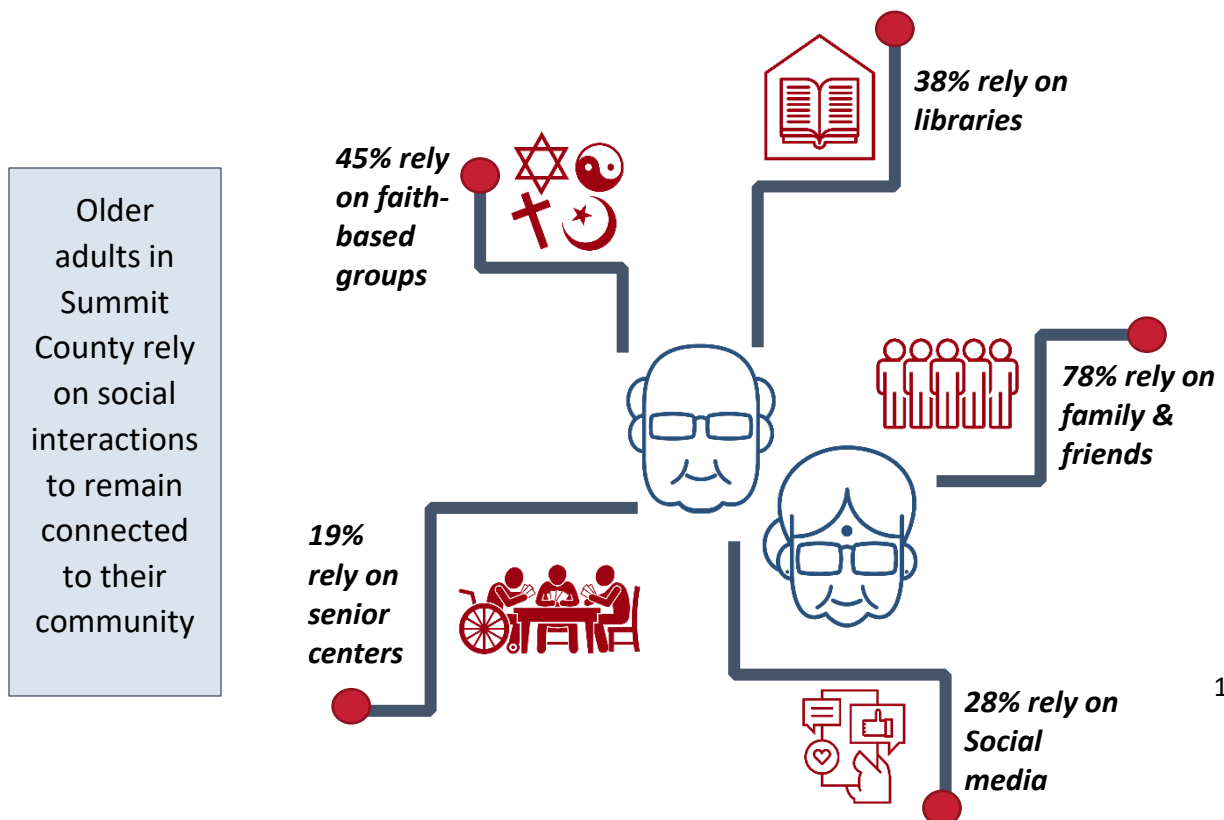 Older
adults in
Summit
County rely
on social
interactions
to remain
connected
to their
community
45% rely
on faith-
based
groups
38% rely on
libraries
78% rely on
family &
friends
19%
rely on
senior
centers
28% rely on
Social
media
1